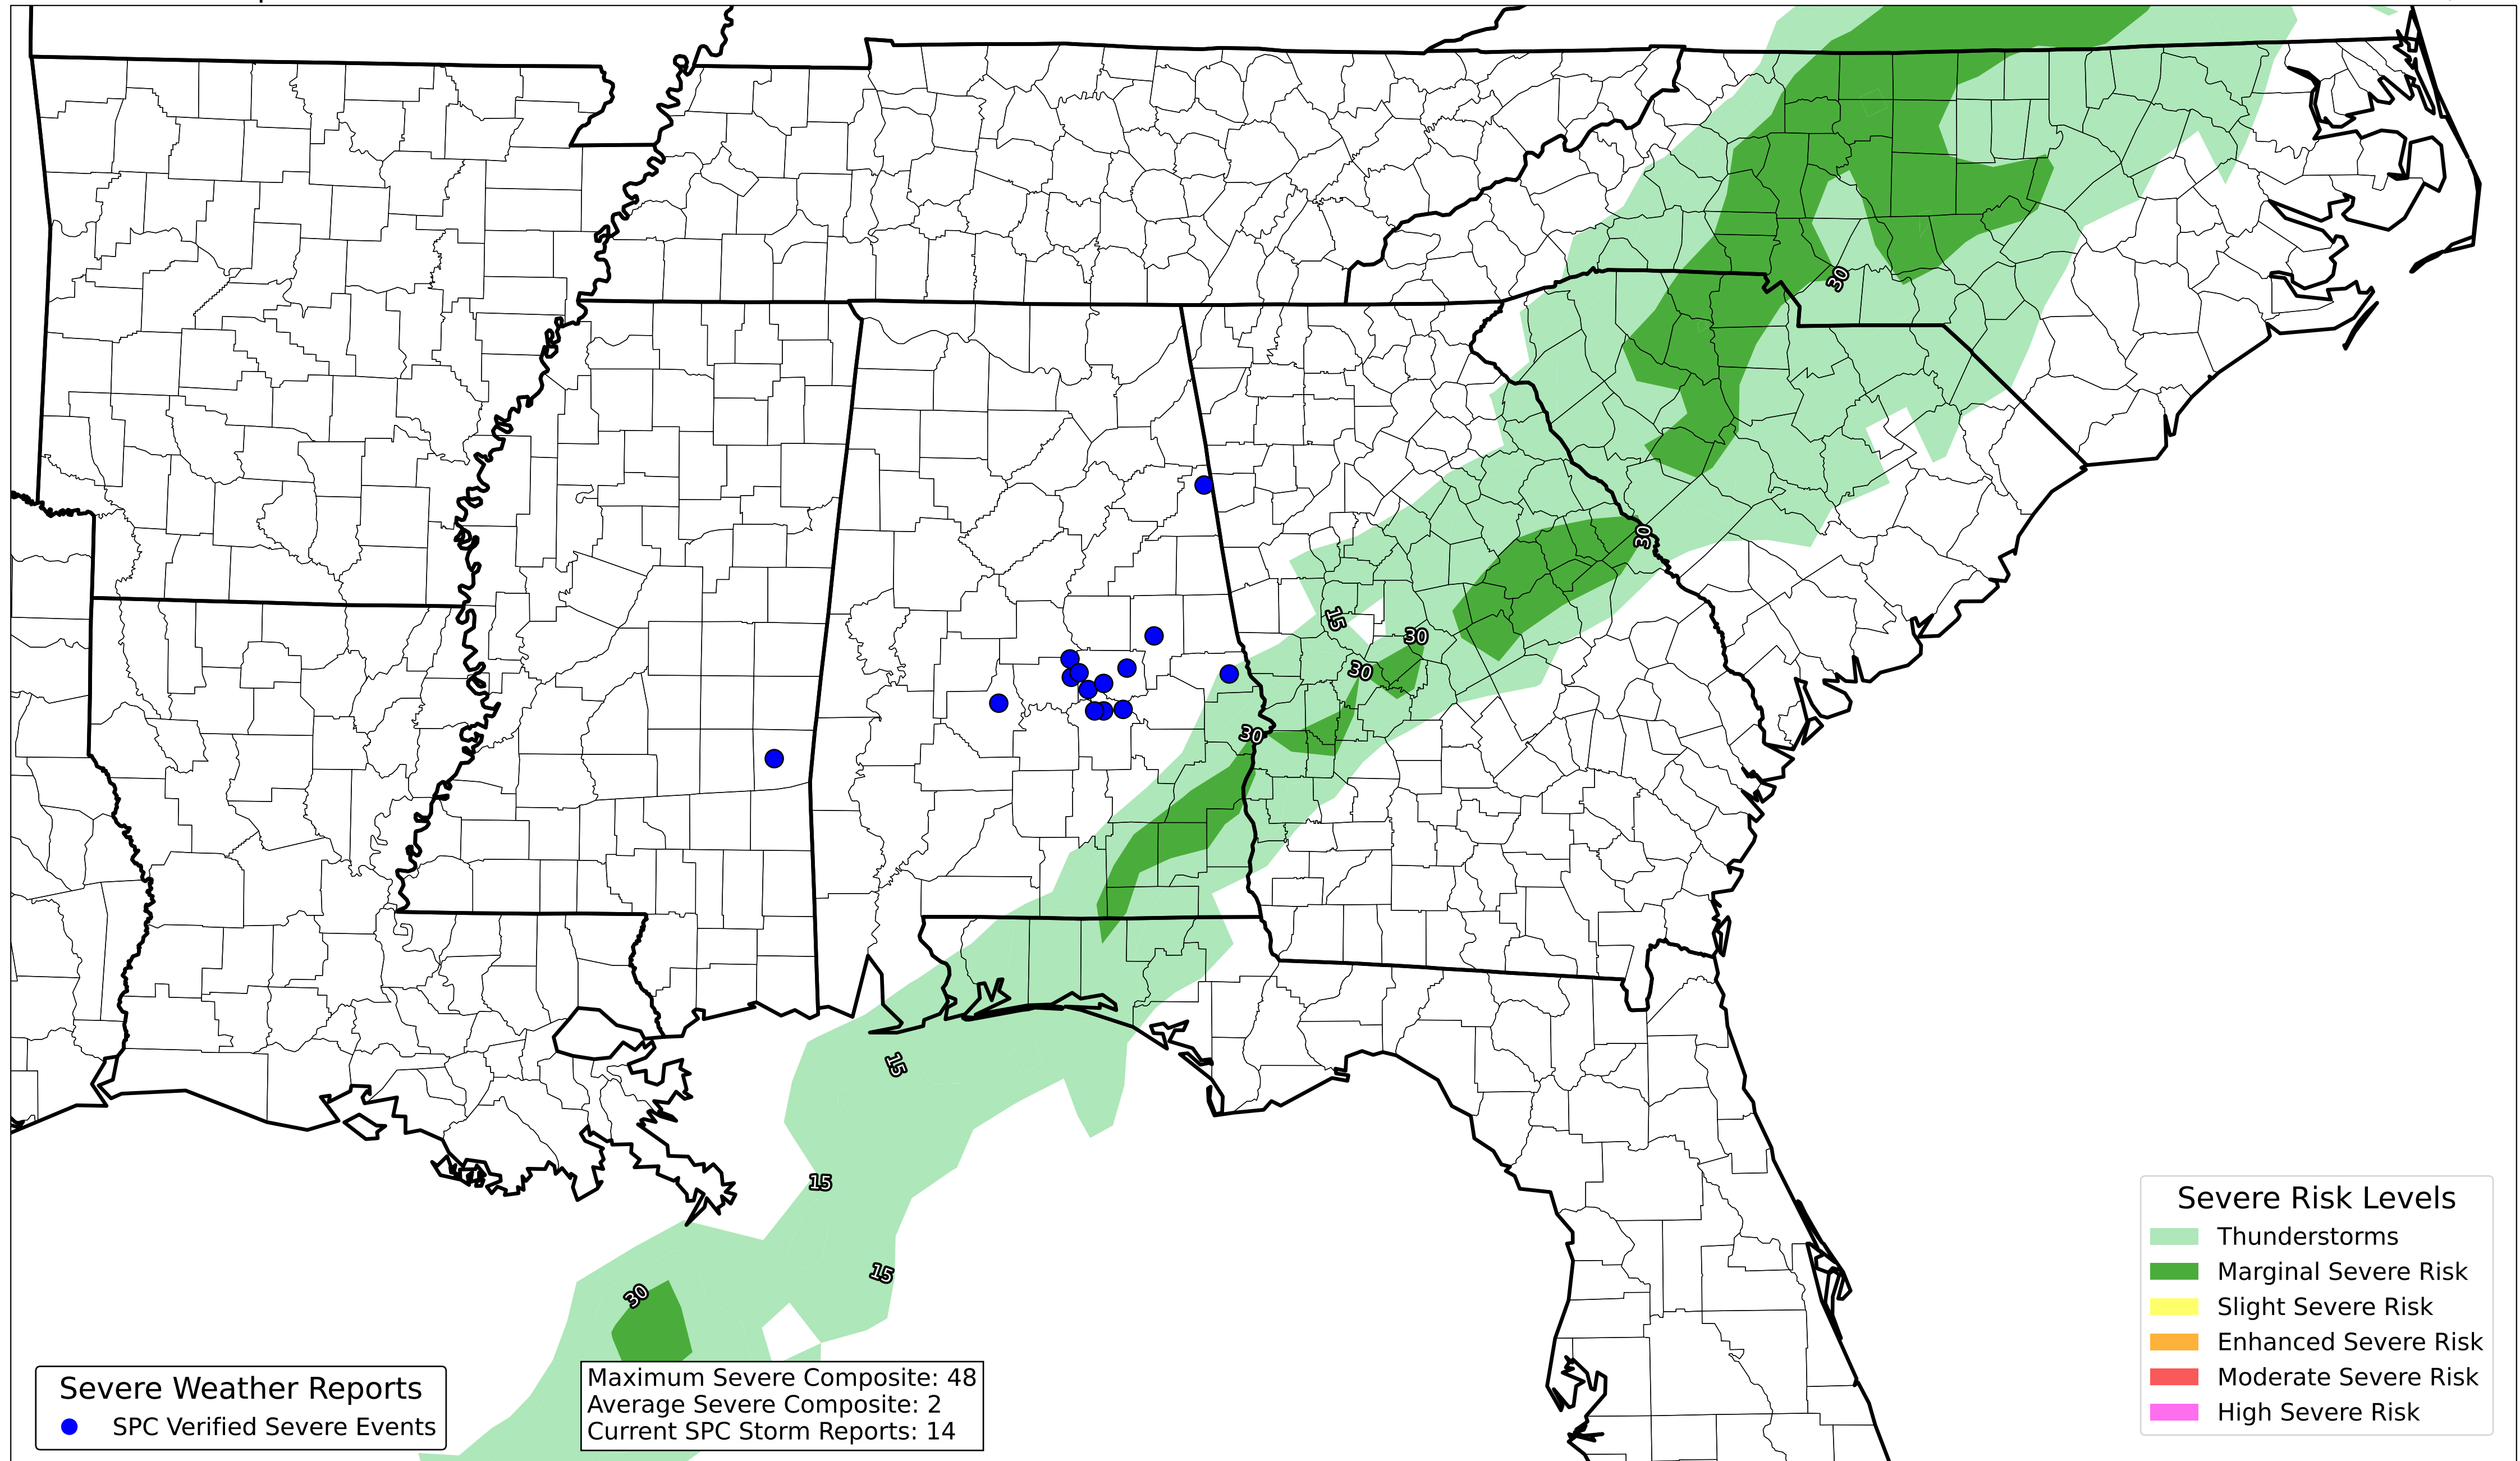 30
30
15
30
30
30
15
15
15
30
Severe Weather Reports
SPC Verified Severe Events
Maximum Severe Composite: 48
Average Severe Composite: 2
Current SPC Storm Reports: 14
Severe Risk Levels
Thunderstorms
Marginal Severe Risk
Slight Severe Risk
Enhanced Severe Risk
Moderate Severe Risk
High Severe Risk